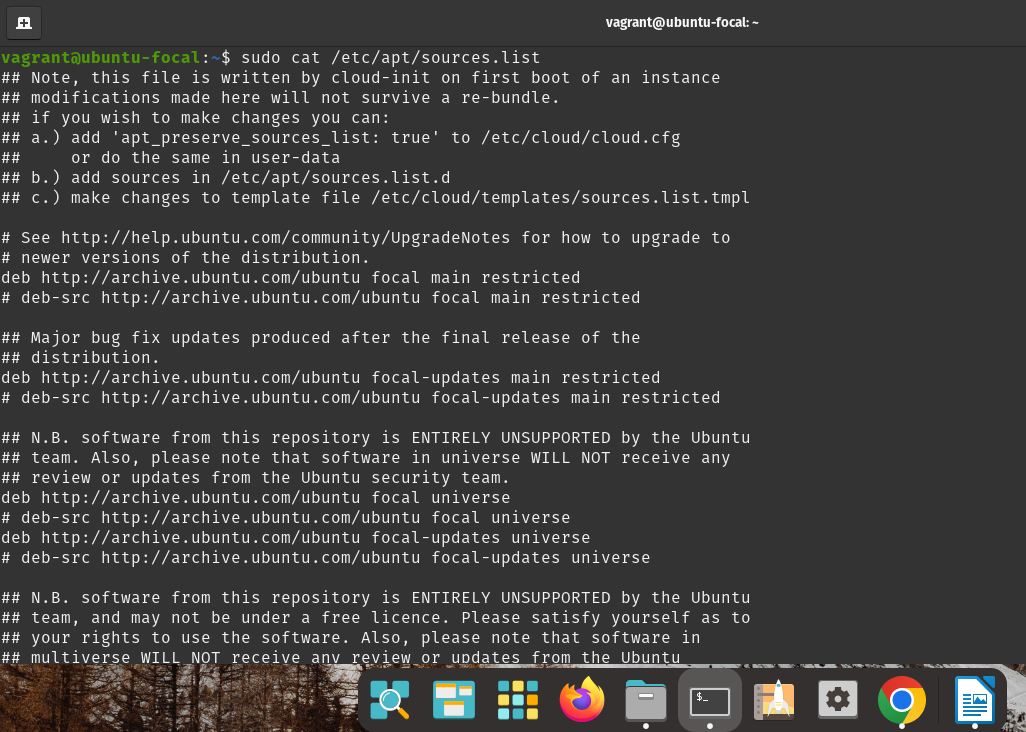 vagrant@ubuntu-focal: ~
vagrant@ubuntu-focal:~$ sudo cat /etc/apt/sources.list
## Note, this file is written by cloud-init on first boot of an instance
## modifications made here will not survive a re-bundle.
## if you wish to make changes you can:
## a.) add 'apt_preserve_sources_list: true' to /etc/cloud/cloud.cfg
##     or do the same in user-data
## b.) add sources in /etc/apt/sources.list.d
## c.) make changes to template file /etc/cloud/templates/sources.list.tmpl

# See http://help.ubuntu.com/community/UpgradeNotes for how to upgrade to
# newer versions of the distribution.
deb http://archive.ubuntu.com/ubuntu focal main restricted
# deb-src http://archive.ubuntu.com/ubuntu focal main restricted

## Major bug fix updates produced after the final release of the
## distribution.
deb http://archive.ubuntu.com/ubuntu focal-updates main restricted
# deb-src http://archive.ubuntu.com/ubuntu focal-updates main restricted

## N.B. software from this repository is ENTIRELY UNSUPPORTED by the Ubuntu
## team. Also, please note that software in universe WILL NOT receive any
## review or updates from the Ubuntu security team.
deb http://archive.ubuntu.com/ubuntu focal universe
# deb-src http://archive.ubuntu.com/ubuntu focal universe
deb http://archive.ubuntu.com/ubuntu focal-updates universe
# deb-src http://archive.ubuntu.com/ubuntu focal-updates universe

## N.B. software from this repository is ENTIRELY UNSUPPORTED by the Ubuntu
## team, and may not be under a free licence. Please satisfy yourself as to
## your rights to use the software. Also, please note that software in
## multiverse WILL NOT receive any review or updates from the Ubuntu
$_